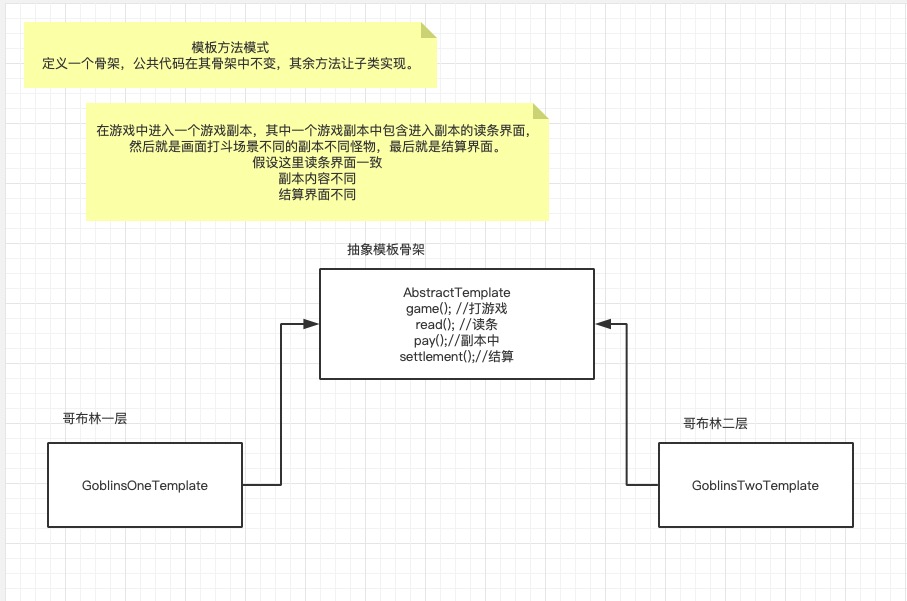 模板方法模式
定义一个骨架，公共代码在其骨架中不变，其余方法让子类实现。
在游戏中进入一个游戏副本，其中一个游戏副本中包含进入副本的读条界面，
然后就是画面打斗场景不同的副本不同怪物，最后就是结算界面。
假设这里读条界面一致
副本内容不同
结算界面不同
抽象模板骨架
AbstractTemplate
game(); //打游戏
read(); //读条
pay();//副本中
settlement();//结算
哥布林一层
GoblinsOneTemplate
哥布林二层
GoblinsTwoTemplate